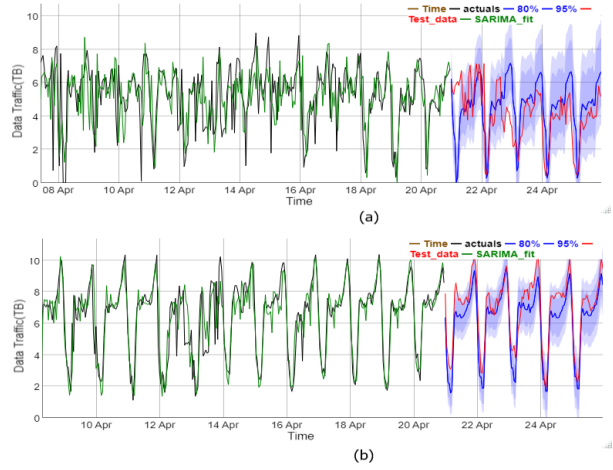 Time actuals 80% 95%
Test_data SARIMA_fit
10
8
6
4
2
0
Data Traffic(TB)
08 Apr 10 Apr 12 Apr 14 Apr 16 Apr 18 Apr 20 Apr 22 Apr 24 Apr
Time
(a)
Time actuals 80% 95%
Test_data SARIMA_fit
10
8
6
4
2
0
Data Traffic(TB)
10 Apr 12 Apr 14 Apr 16 Apr 18 Apr 20 Apr 22 Apr 24 Apr
Time
(b)